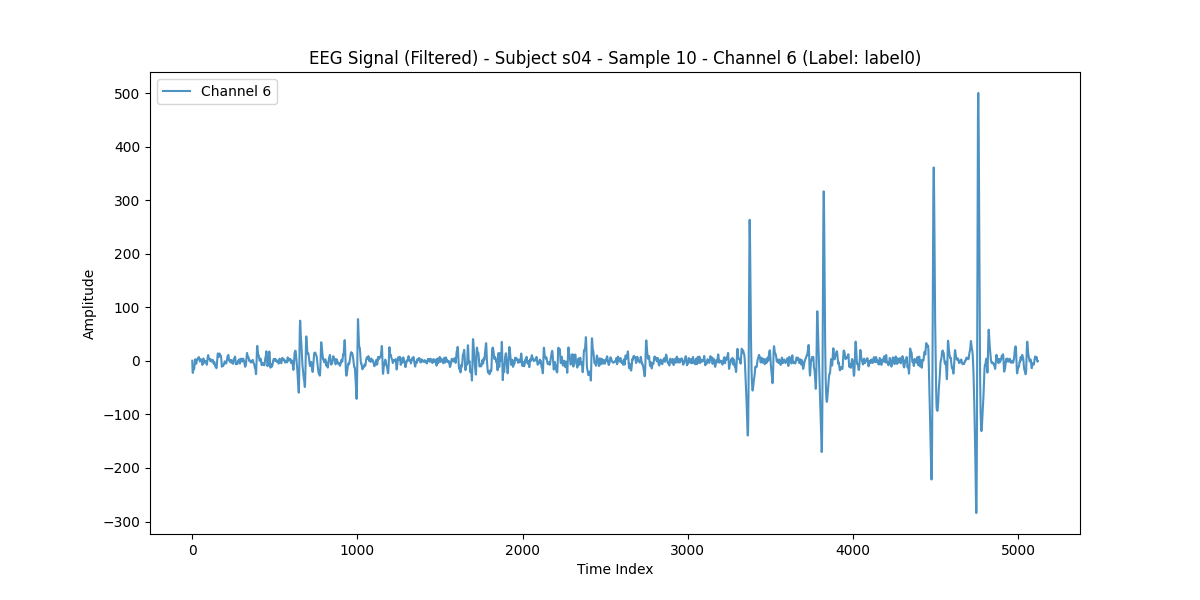 EEG Signal (Filtered) - Subject s04 - Sample 10 - Channel 6 (Label: label0)
Channel 6
500
400
300
200
100
0
−100
−200
−300
Amplitude
0 1000 2000 3000 4000 5000
Time Index